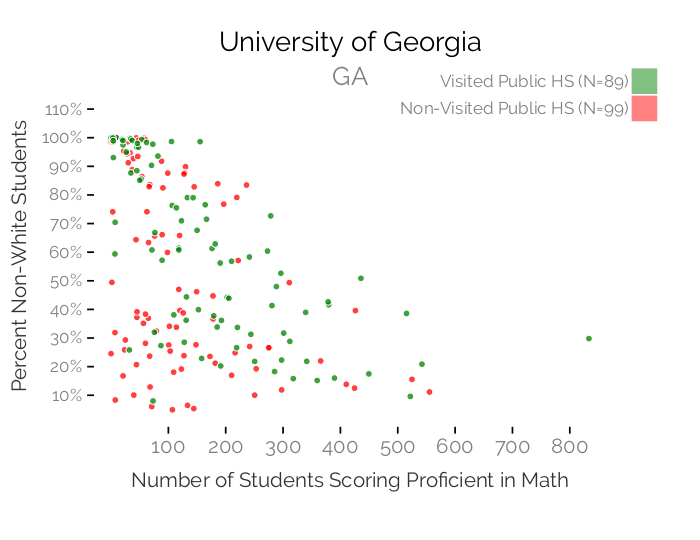 University of Georgia
GA
Visited Public HS (N=89)
Non-Visited Public HS (N=99)
Percent Non-White Students
110%
100%
90%
80%
70%
60%
50%
40%
30%
20%
10%
100 200 300 400 500 600 700 800
Number of Students Scoring Proficient in Math